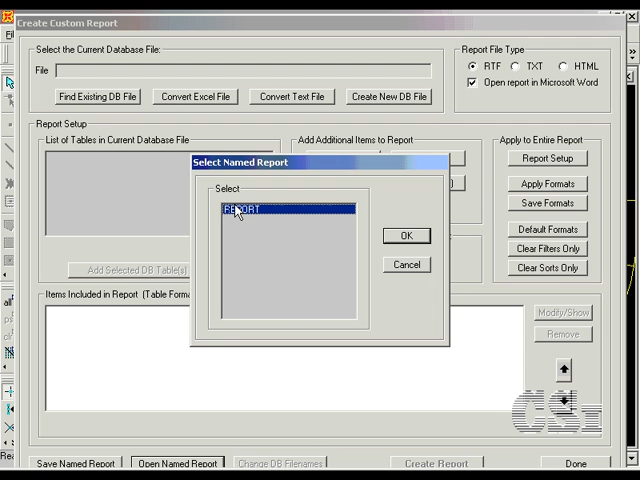 Create Custom Report
Select the Current Database File:
File
Find Existing DB File
Convert Excel File
Convert Text File
Create New DB File
Report File Type
RTF
TXT
HTML
Open report in Microsoft Word
Report Setup
List of Tables in Current Database File
Add Selected DB Table(s)
Add Additional Items to Report
Apply to Entire Report
Report Setup
Apply Formats
Save Formats
Default Formats
Clear Filters Only
Clear Sorts Only
Select Named Report
Select
REPORT
OK
Cancel
Items Included in Report (Table Forma
Modify/Show
Remove
Save Named Report
Open Named Report
Change DB Filenames
Create Report
Done
CSi